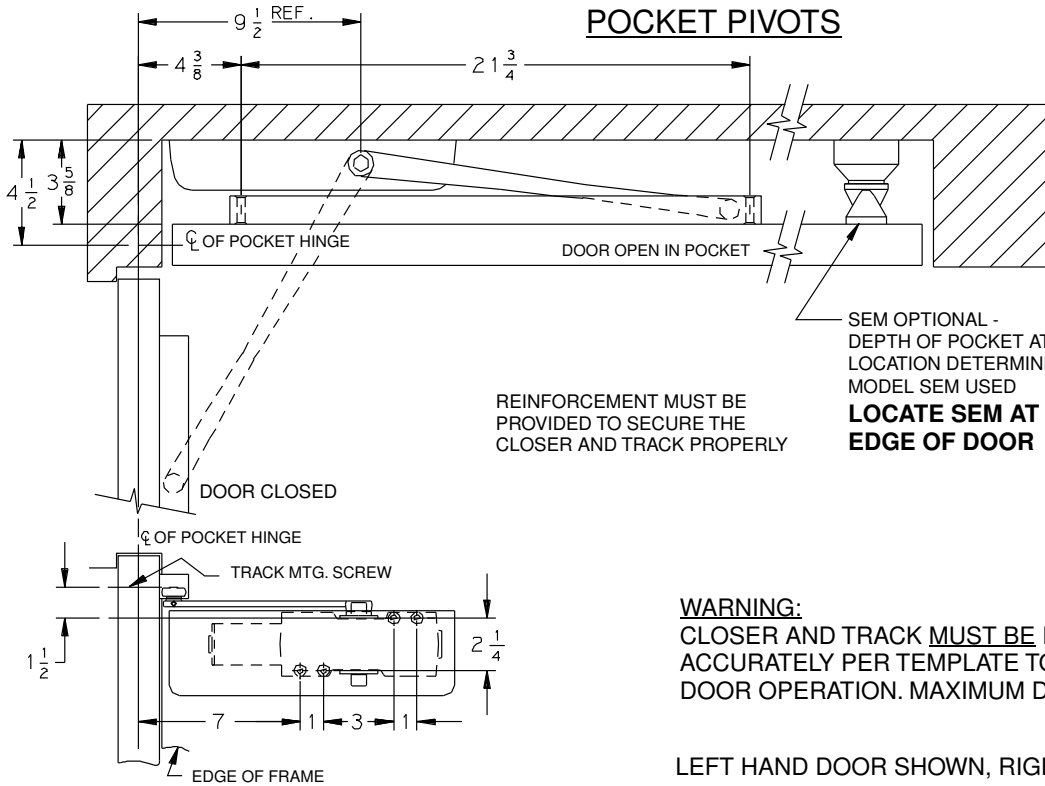 POCKET PIVOTS
9 1/2 REF.
4 3/8
21 3/4
4 1/2
3 5/8
℄ OF POCKET HINGE
DOOR OPEN IN POCKET
SEM OPTIONAL -
DEPTH OF POCKET AT
LOCATION
MODEL SEM USED
LOCATE SEM AT
EDGE OF DOOR
REINFORCEMENT MUST BE
PROVIDED TO SECURE THE
CLOSER AND TRACK PROPERLY
DOOR CLOSED
℄ OF POCKET HINGE
TRACK MTG. SCREW
1 1/2
2 1/4
7
1
3
1
EDGE OF FRAME
WARNING:
CLOSER AND TRACK MUST BE
ACCURATELY PER TEMPLATE TO
DOOR OPERATION. MAXIMUM
LEFT HAND DOOR SHOWN,